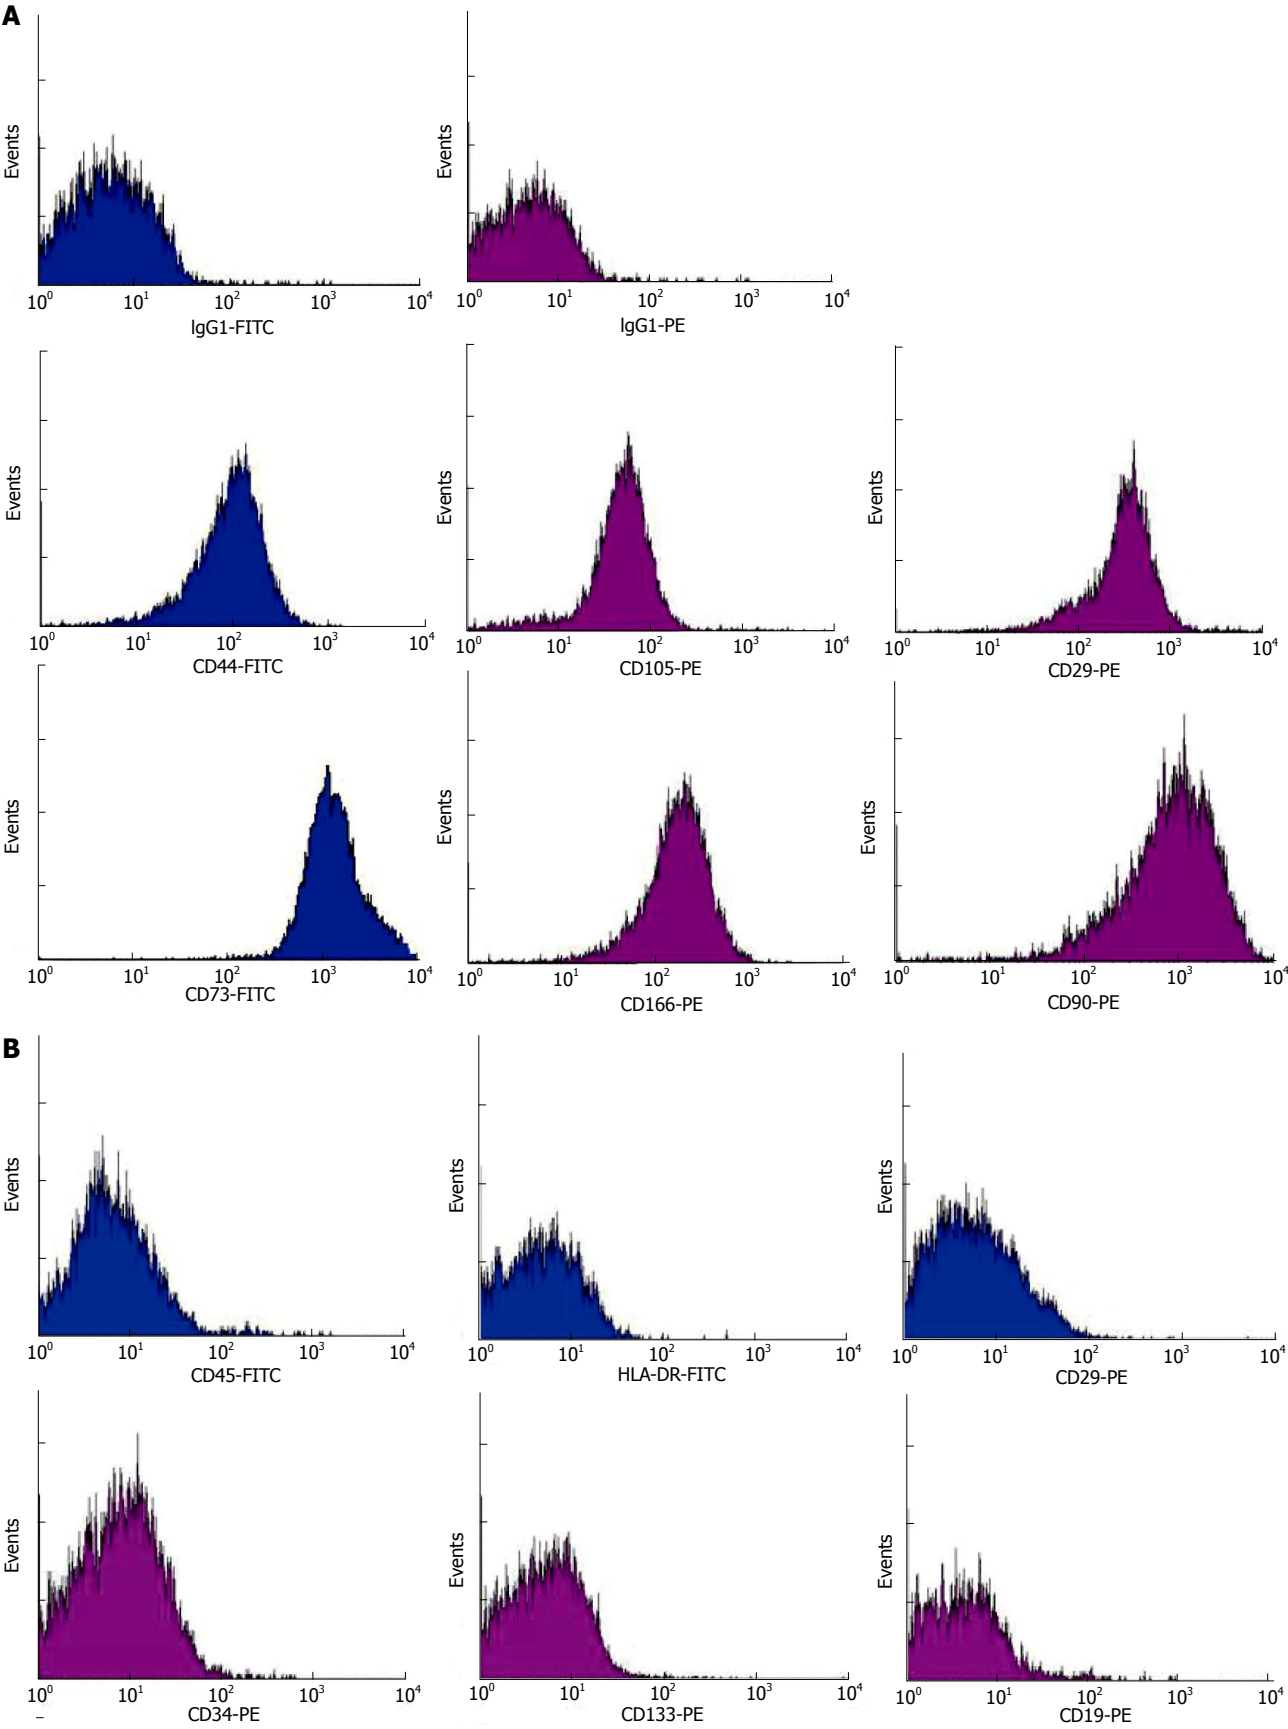 A
Events
Events
10⁰ 10¹ 10² 10³ 10⁴
IgG1-FITC
10⁰ 10¹ 10² 10³ 10⁴
IgG1-PE
Events
Events
Events
10⁰ 10¹ 10² 10³ 10⁴
CD44-FITC
10⁰ 10¹ 10² 10³ 10⁴
CD105-PE
10⁰ 10¹ 10² 10³ 10⁴
CD29-PE
Events
Events
Events
10⁰ 10¹ 10² 10³ 10⁴
CD73-FITC
10⁰ 10¹ 10² 10³ 10⁴
CD166-PE
10⁰ 10¹ 10² 10³ 10⁴
CD90-PE
B
Events
Events
Events
10⁰ 10¹ 10² 10³ 10⁴
CD45-FITC
10⁰ 10¹ 10² 10³ 10⁴
HLA-DR-FITC
10⁰ 10¹ 10² 10³ 10⁴
CD29-PE
Events
Events
Events
10⁰ 10¹ 10² 10³ 10⁴
CD34-PE
10⁰ 10¹ 10² 10³ 10⁴
CD133-PE
10⁰ 10¹ 10² 10³ 10⁴
CD19-PE